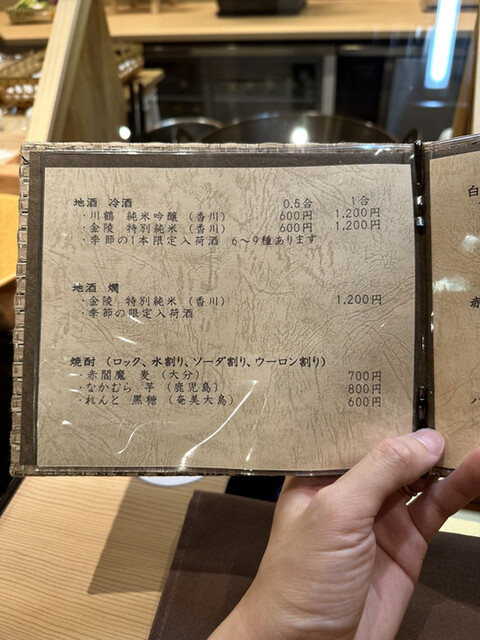 地酒 冷酒 0.5合 1合
・川鶴 純米吟醸 (香川) 600円 1,200円
・金陵 特別純米 (香川) 600円 1,200円
・季節の1本限定入荷酒 6～9種あります
地酒 燗
・金陵 特別純米 (香川) 1,200円
・季節の限定入荷酒
焼酎 (ロック、水割り、ソーダ割り、ウーロン割り)
・赤閻魔 麦 (大分) 700円
・なかむら 芋 (鹿児島) 800円
・れんと 黒糖 (奄美大島) 600円
白
赤